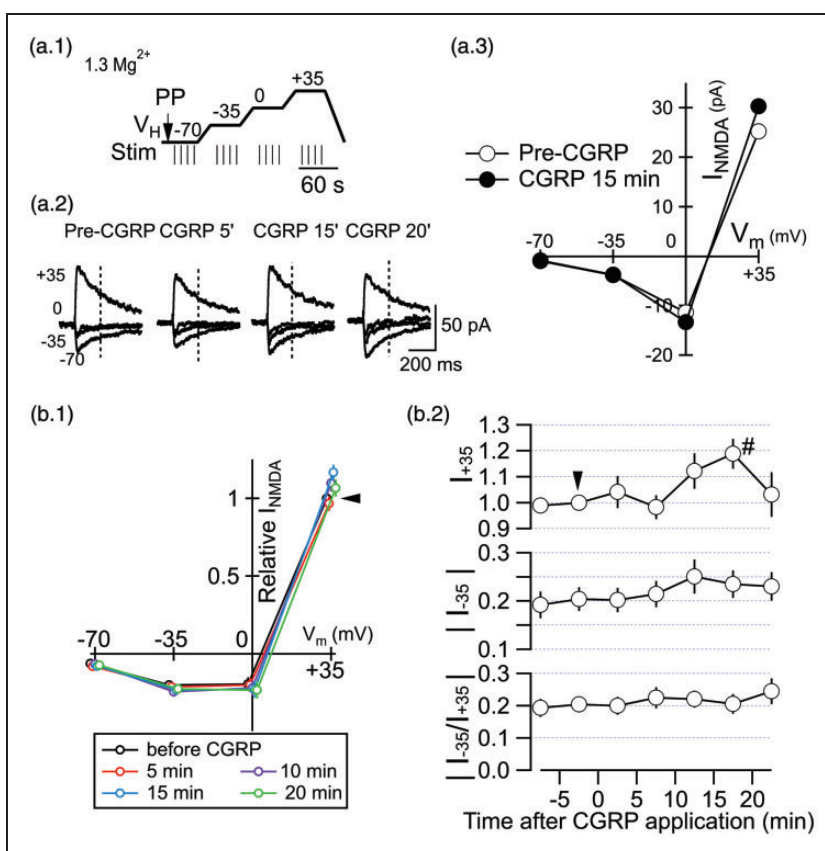 (a.1)
1.3 Mg2+
PP
VH
-70
-35
0
+35
Stim
60 s
(a.2)
Pre-CGRP CGRP 5' CGRP 15' CGRP 20'
+35
0
-35
-70
50 pA
200 ms
(a.3)
INMDA (pA)
30
20
10
Pre-CGRP
CGRP 15 min
-70 -35 0 Vm (mV)
+35
-10
-20
(b.1)
Relative INMDA
1
0.5
-70 -35 0 Vm (mV)
+35
before CGRP
5 min 10 min
15 min 20 min
(b.2)
I+35
1.3
1.2
1.1
1.0
0.9
#
| I-35 |
0.3
0.2
0.1
| I-35/I+35 |
0.3
0.2
0.1
0.0
-5 0 5 10 15 20
Time after CGRP application (min)